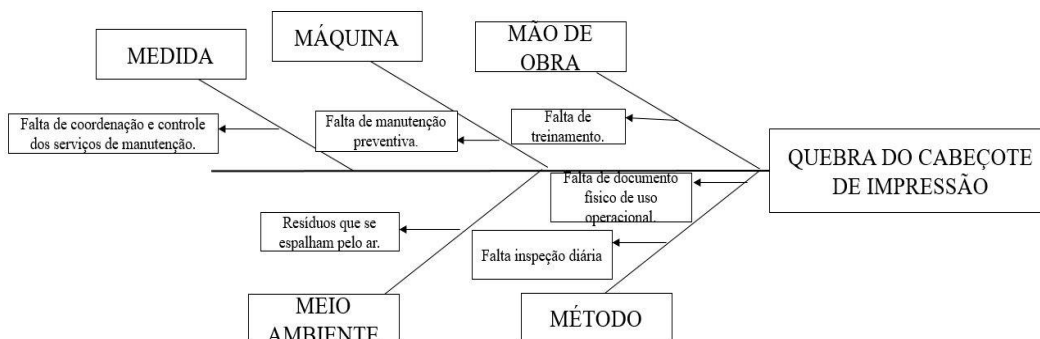 MEDIDA
MÁQUINA
MÃO DE
OBRA
Falta de coordenação e controle
dos serviços de manutenção.
Falta de manutenção
preventiva.
Falta de
treinamento.
QUEBRA DO CABEÇOTE
DE IMPRESSÃO
Falta de documento
físico de uso
operacional.
Resíduos que se
espalham pelo ar.
Falta inspeção diária
MEIO
AMBIENTE
MÉTODO